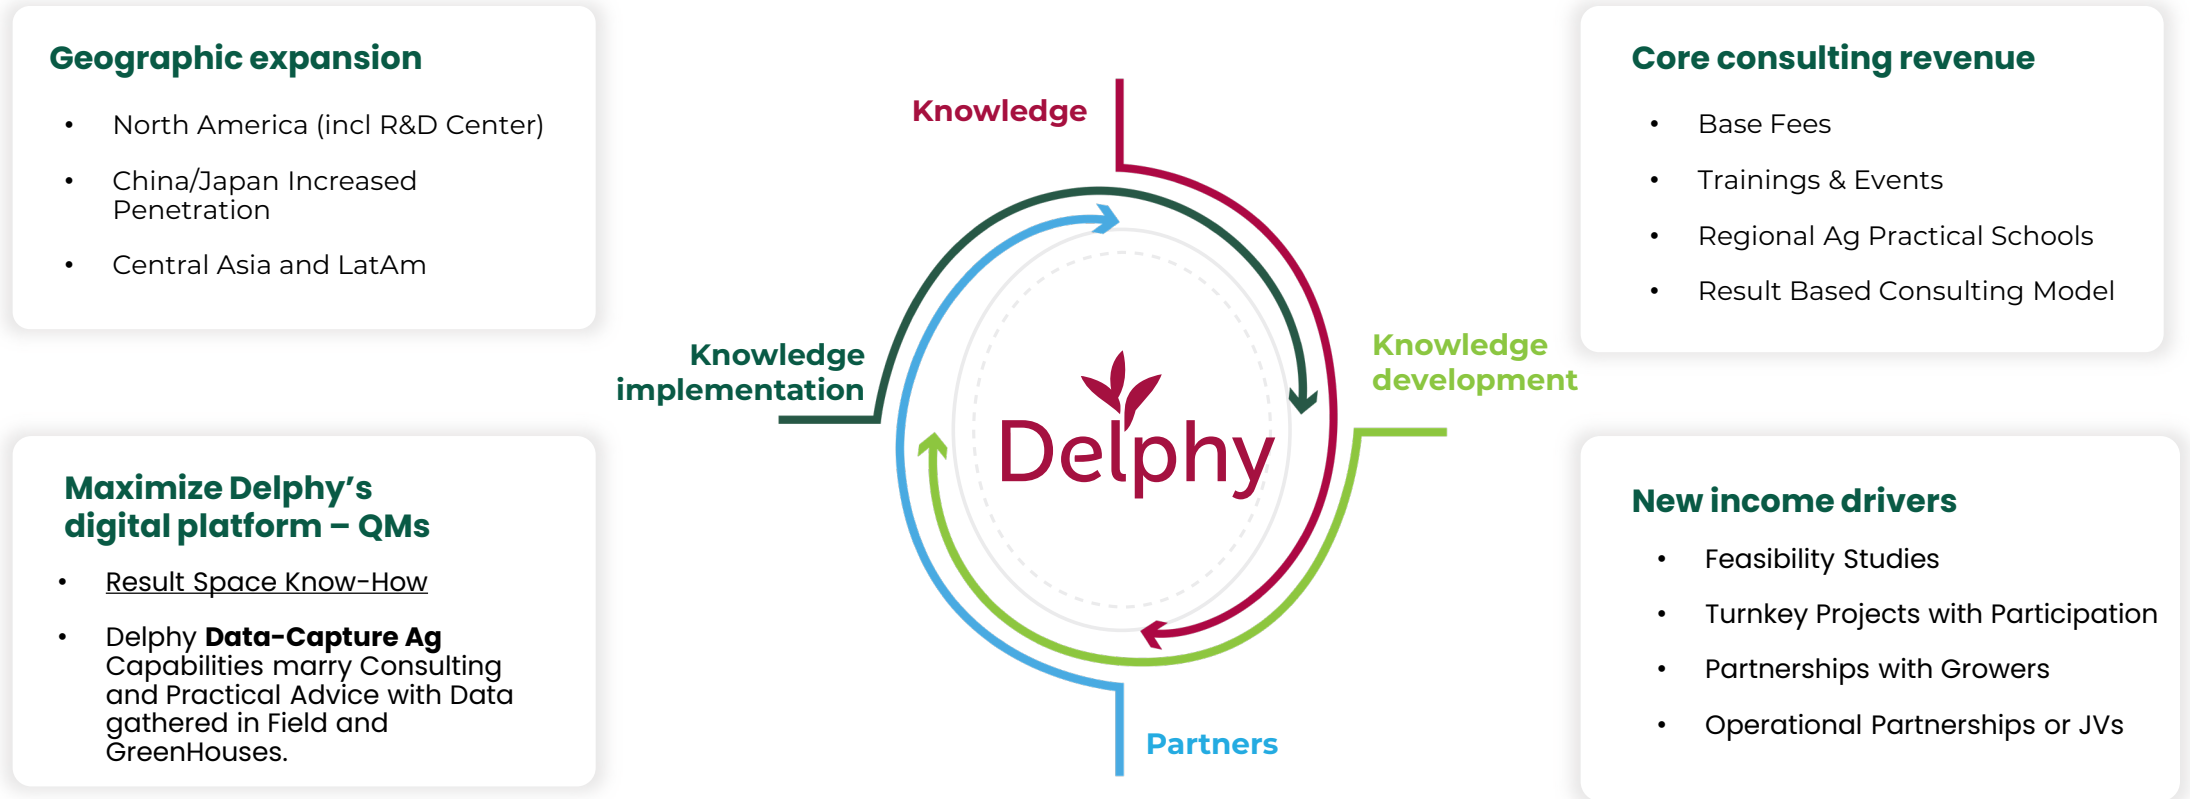 Geographic expansion
• North America (incl R&D Center)
• China/Japan Increased
Penetration
• Central Asia and LatAm
Maximize Delphy’s
digital platform – QMs
• Result Space Know-How
• Delphy Data-Capture Ag
Capabilities marry Consulting
and Practical Advice with Data
gathered in Field and
GreenHouses.
Knowledge
Knowledge
implementation
Delphy
Knowledge
development
Partners
Core consulting revenue
• Base Fees
• Trainings & Events
• Regional Ag Practical Schools
• Result Based Consulting Model
New income drivers
• Feasibility Studies
• Turnkey Projects with Participation
• Partnerships with Growers
• Operational Partnerships or JVs